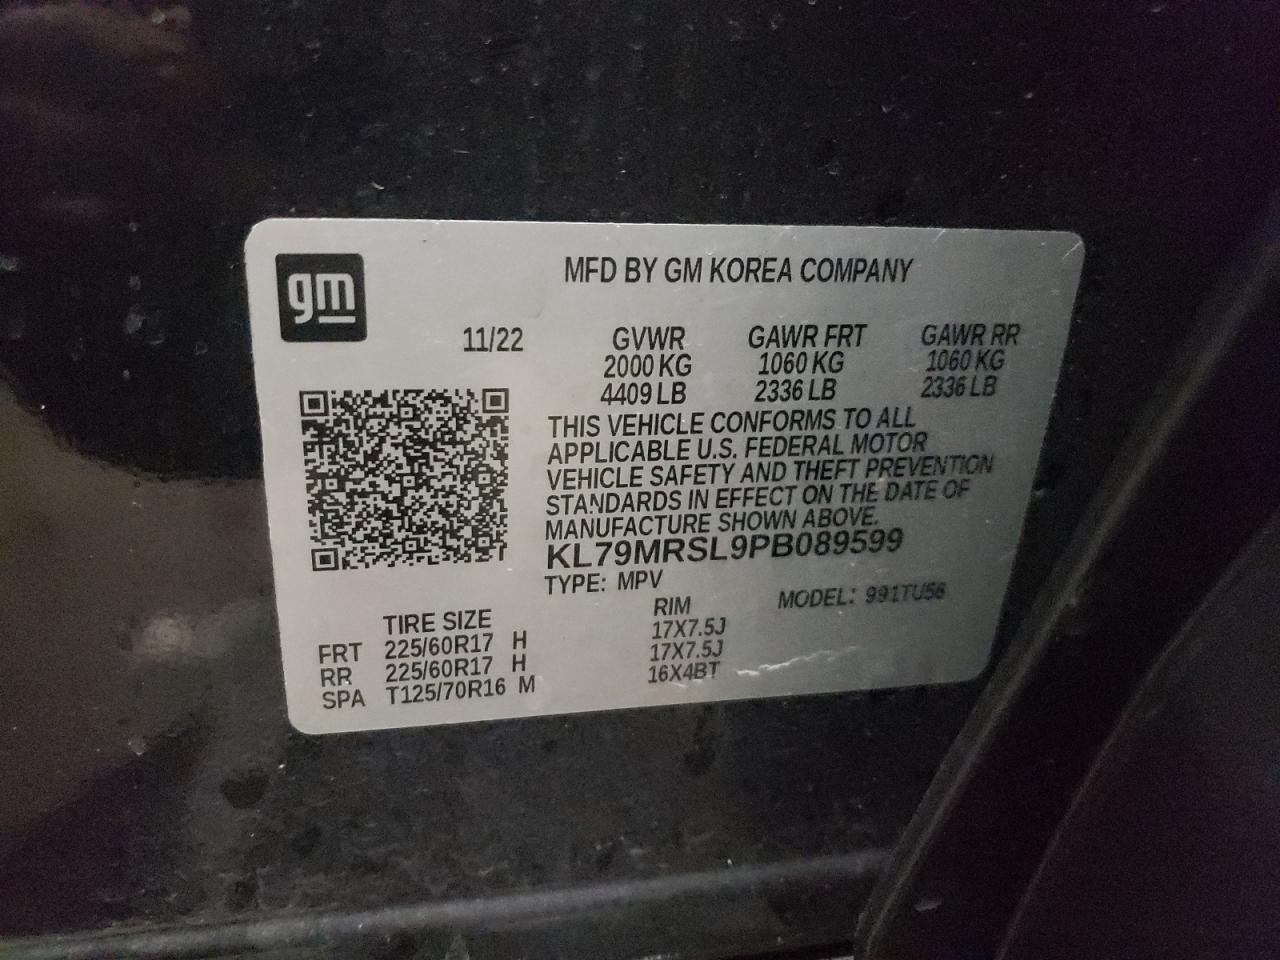 gm
MFD BY GM KOREA COMPANY
11/22 GVWR GAWR FRT GAWR RR
2000 KG 1060 KG 1060 KG
4409 LB 2336 LB 2336 LB
THIS VEHICLE CONFORMS TO ALL
APPLICABLE U.S. FEDERAL MOTOR
VEHICLE SAFETY AND THEFT PREVENTION
STANDARDS IN EFFECT ON THE DATE OF
MANUFACTURE SHOWN ABOVE.
KL79MRSL9PB089599
TYPE: MPV MODEL: 991TU56
TIRE SIZE RIM
FRT 225/60R17 H 17X7.5J
RR 225/60R17 H 17X7.5J
SPA T125/70R16 M 16X4BT